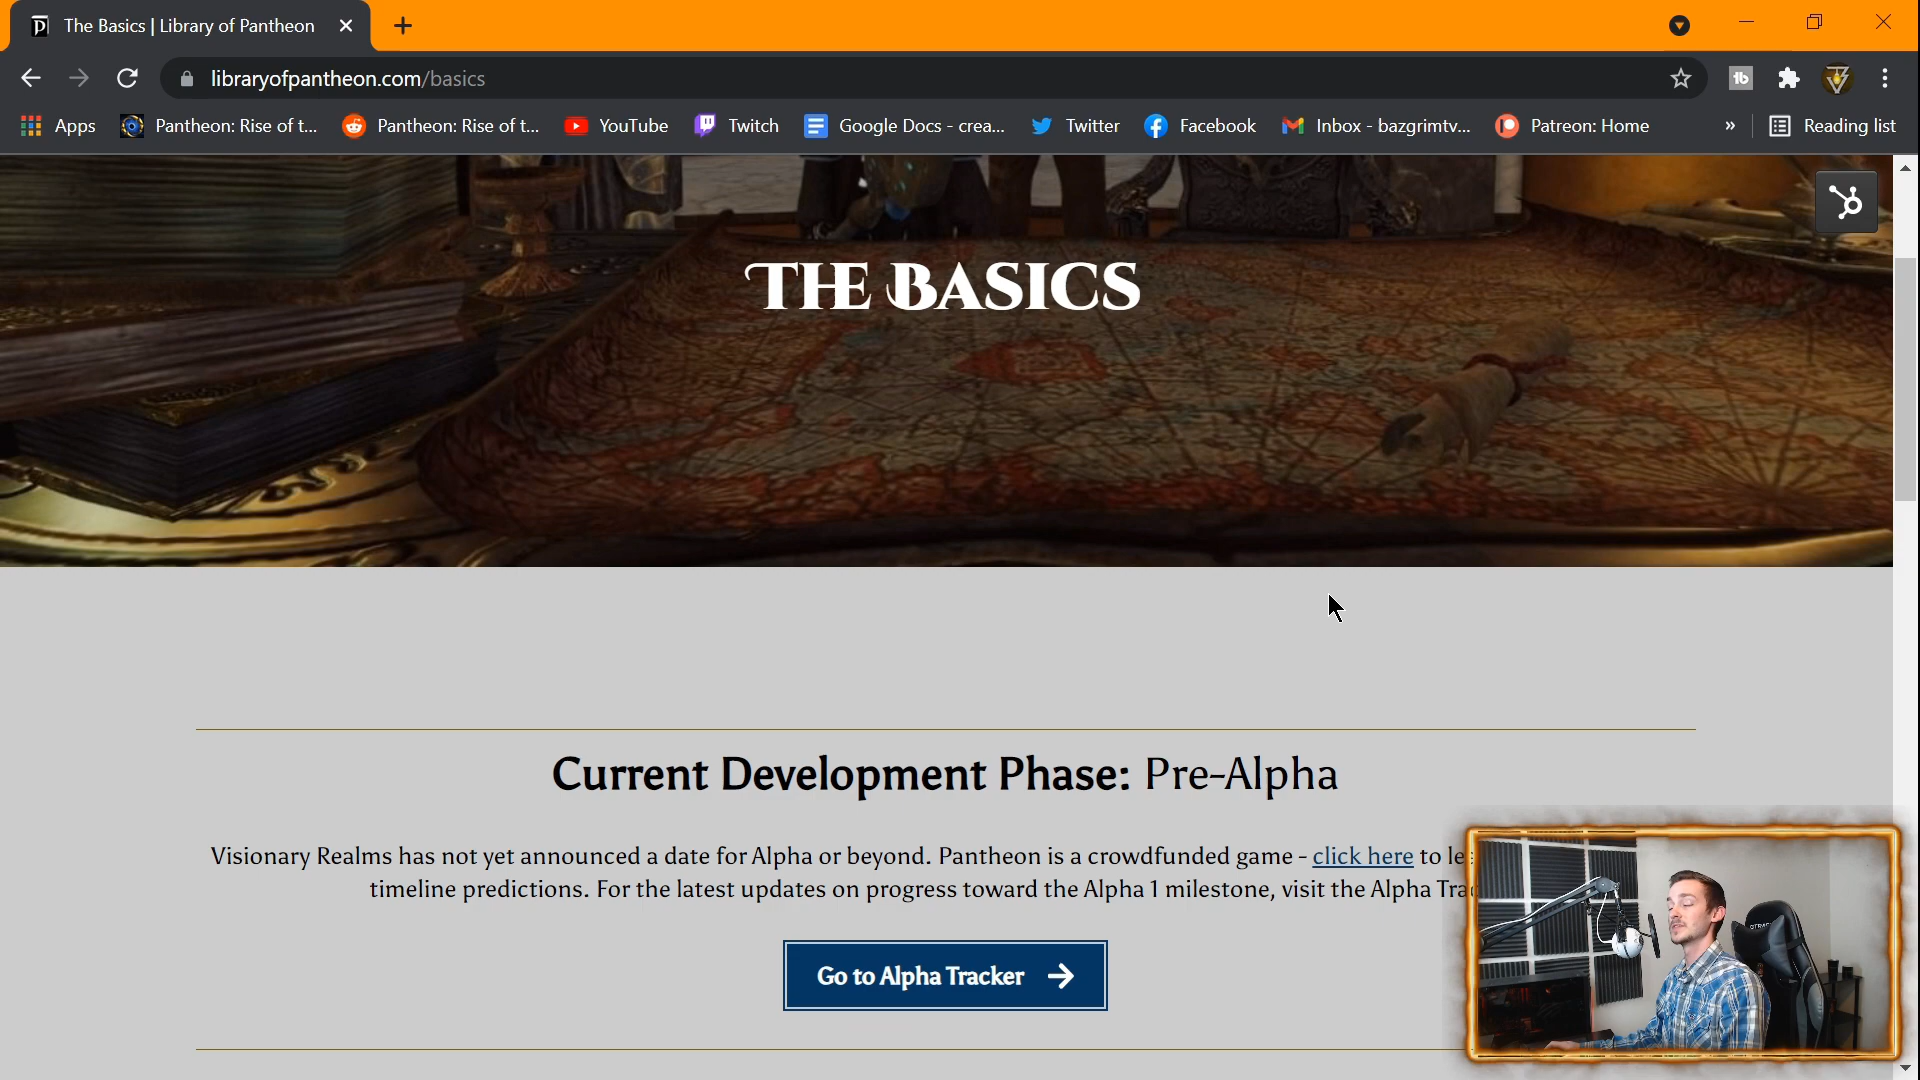 The Basics | Library of Pantheon
libraryofpantheon.com/basics
Apps
Pantheon: Rise of t...
Pantheon: Rise of t...
YouTube
Twitch
Google Docs - crea...
Twitter
Facebook
Inbox - bazgrimtv...
Patreon: Home
»
Reading list
THE BASICS
Current Development Phase: Pre-Alpha
Visionary Realms has not yet announced a date for Alpha or beyond. Pantheon is a crowdfunded game - click here to le
timeline predictions. For the latest updates on progress toward the Alpha 1 milestone, visit the Alpha Trac
Go to Alpha Tracker →